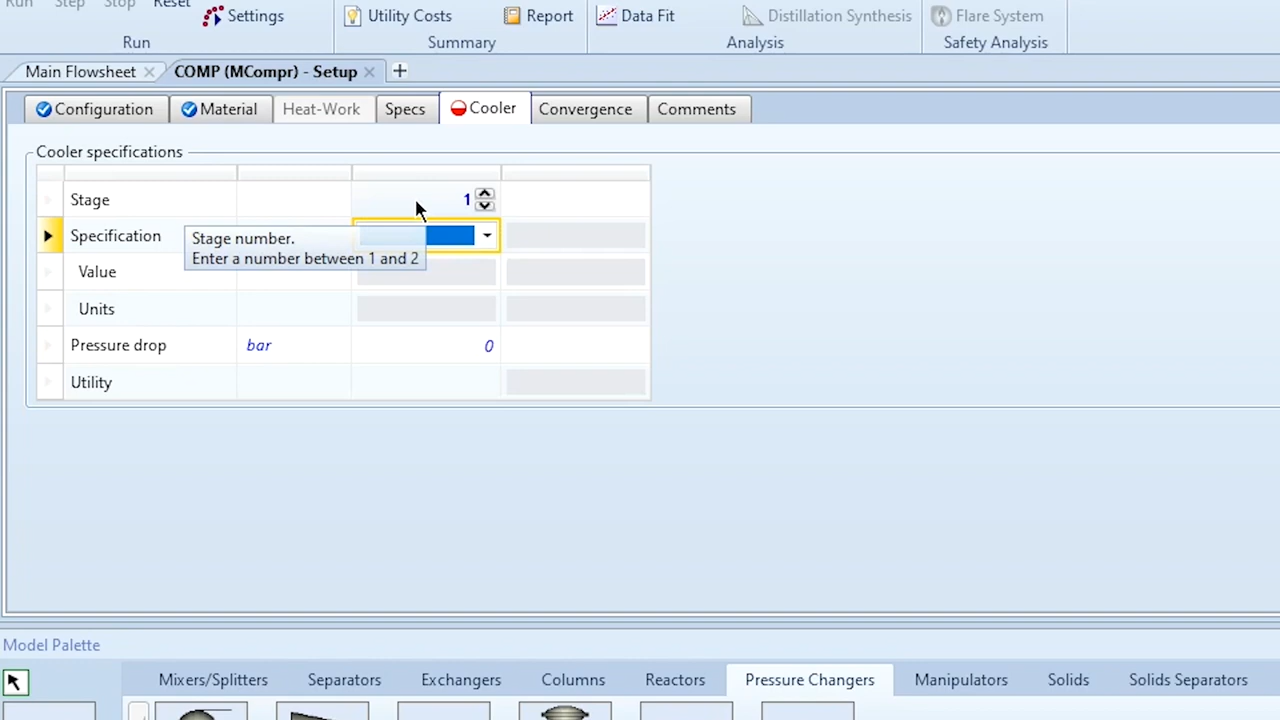 Run Step Stop Reset
Settings Utility Costs Report Data Fit Distillation Synthesis Flare System
Run Summary Analysis Safety Analysis
Main Flowsheet COMP (MCompr) - Setup +
Configuration Material Heat-Work Specs Cooler Convergence Comments
Cooler specifications
Stage 1
Specification
Stage number.
Enter a number between 1 and 2
Value
Units
Pressure drop bar 0
Utility
Model Palette
Mixers/Splitters Separators Exchangers Columns Reactors Pressure Changers Manipulators Solids Solids Separators